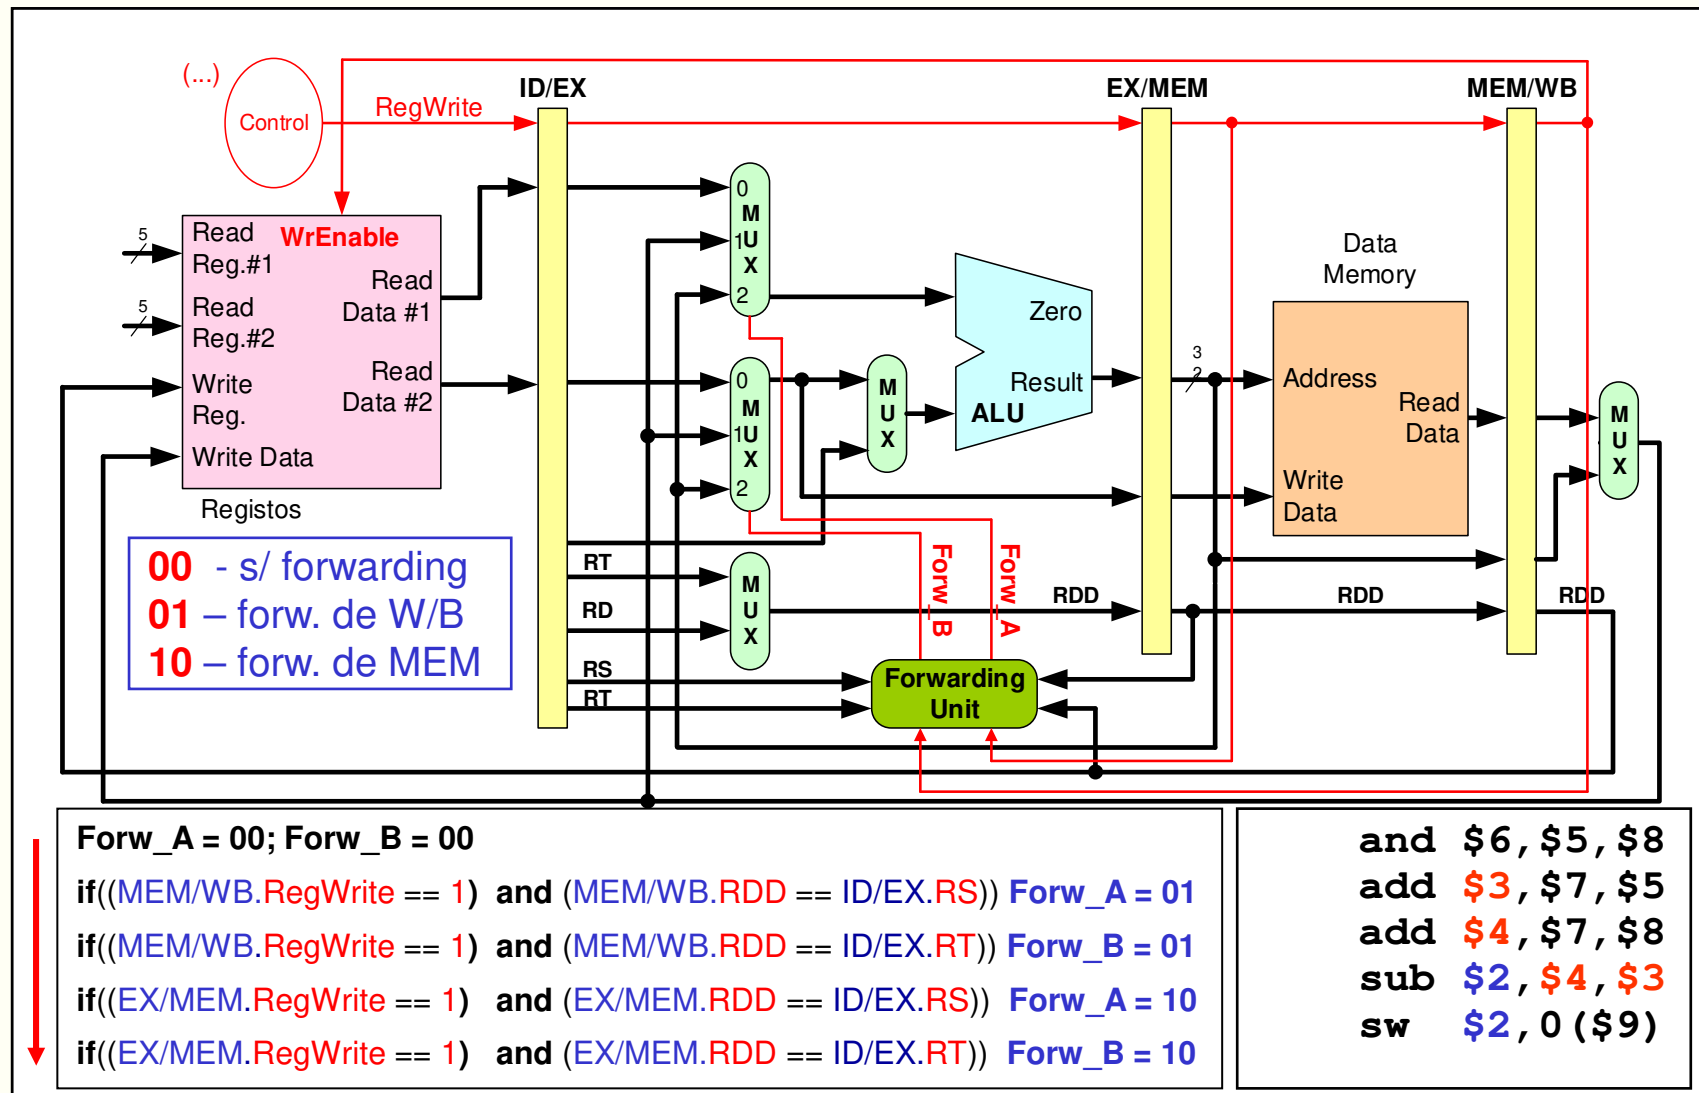 (...)
Control
RegWrite
ID/EX
EX/MEM
MEM/WB
5
Read
Reg.#1
WrEnable
Read
Data #1
5
Read
Reg.#2
Write
Reg.
Read
Data #2
Write Data
Registos
0
M
1U
X
2
0
M
1U
X
2
M
U
X
Zero
Result
ALU
3
2
Data
Memory
Address
Read
Data
Write
Data
M
U
X
00 - s/ forwarding
01 – forw. de W/B
10 – forw. de MEM
RT
RD
RS
RT
M
U
X
Forw_B
Forw_A
RDD
RDD
RDD
Forwarding
Unit
Forw_A = 00; Forw_B = 00
if((MEM/WB.RegWrite == 1) and (MEM/WB.RDD == ID/EX.RS)) Forw_A = 01
if((MEM/WB.RegWrite == 1) and (MEM/WB.RDD == ID/EX.RT)) Forw_B = 01
if((EX/MEM.RegWrite == 1) and (EX/MEM.RDD == ID/EX.RS)) Forw_A = 10
if((EX/MEM.RegWrite == 1) and (EX/MEM.RDD == ID/EX.RT)) Forw_B = 10
and $6,$5,$8
add $3,$7,$5
add $4,$7,$8
sub $2,$4,$3
sw $2,0($9)